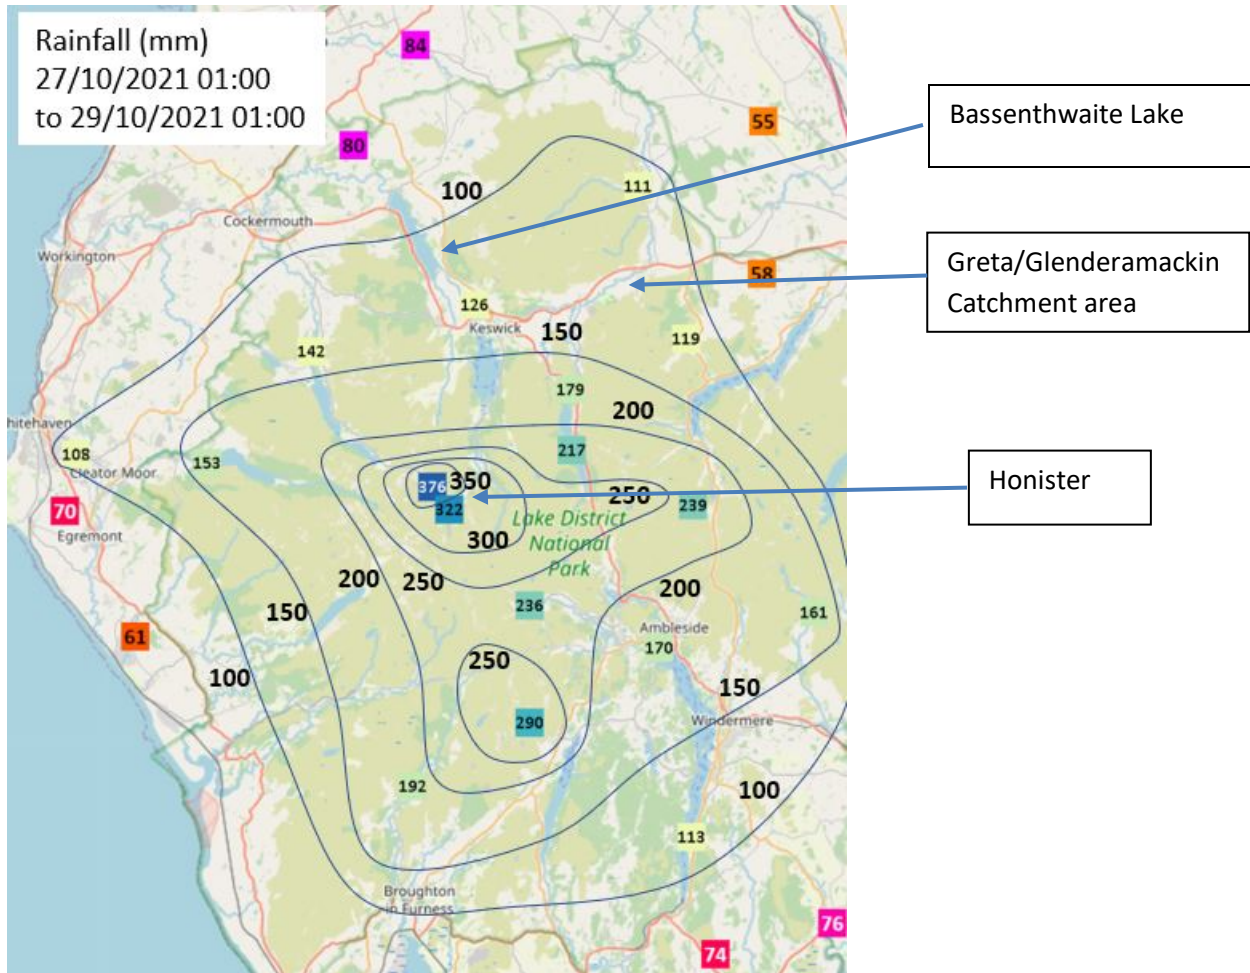 Rainfall (mm)
27/10/2021 01:00
to 29/10/2021 01:00
84
Bassenthwaite Lake
55
80
111
100
Cockermouth
Workington
Greta/Glenderamackin
Catchment area
58
126
Keswick
150
119
142
179
200
hitehaven
217
108
153
Cleator Moor
350
376
Honister
250
322
239
70
Lake District
National
Park
Egremont
300
200
250
200
236
150
161
61
Ambleside
170
250
100
150
290
Windermere
192
100
113
Broughton
in Furness
76
74